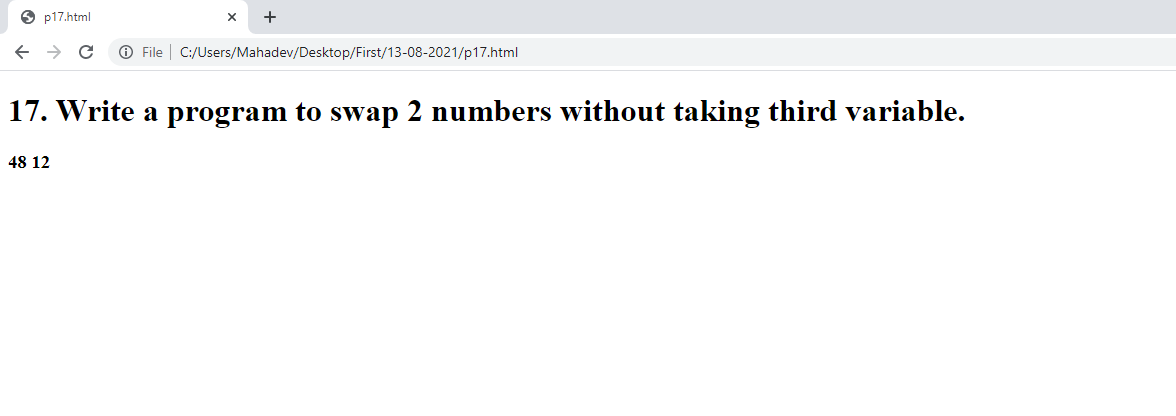 p17.html
File C:/Users/Mahadev/Desktop/First/13-08-2021/p17.html
17. Write a program to swap 2 numbers without taking third variable.
48 12